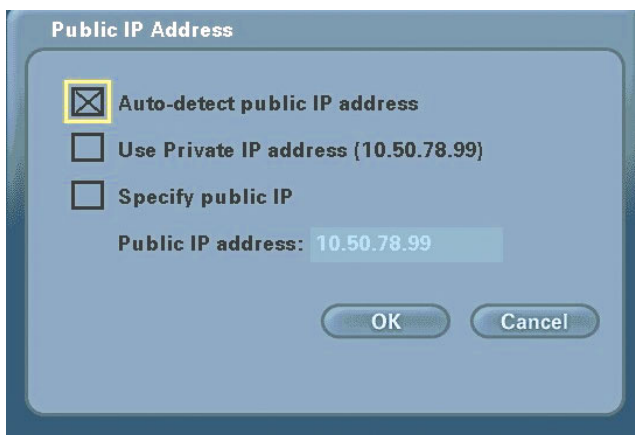 Public IP Address
Auto-detect public IP address
Use Private IP address (10.50.78.99)
Specify public IP
Public IP address: 10.50.78.99
OK Cancel